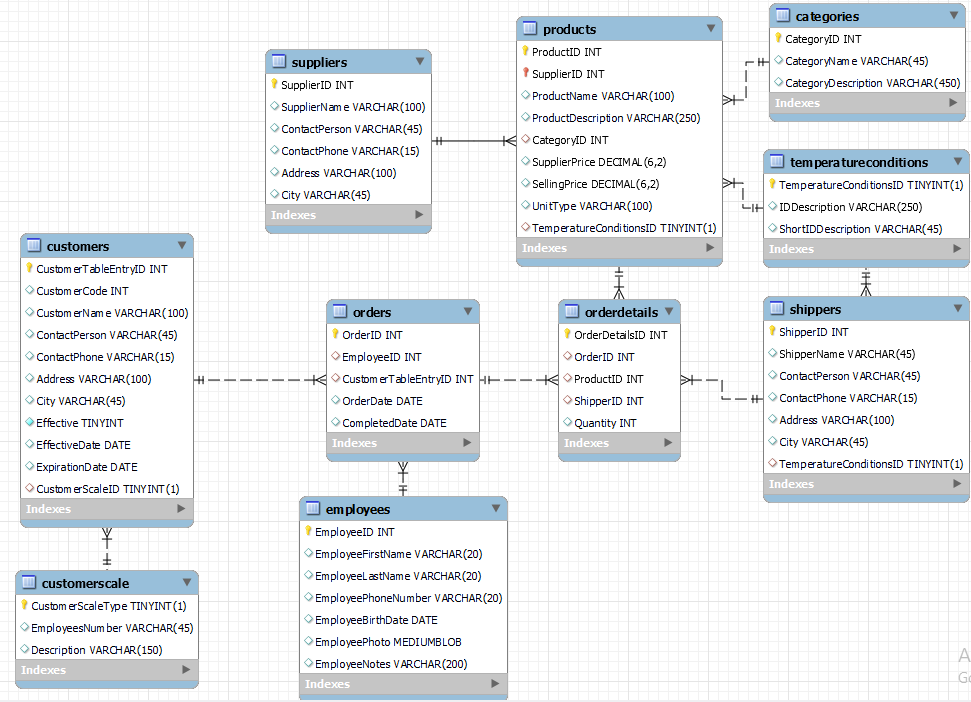 categories
CategoryID INT
CategoryName VARCHAR(45)
CategoryDescription VARCHAR(450)
Indexes
products
ProductID INT
SupplierID INT
ProductName VARCHAR(100)
ProductDescription VARCHAR(250)
CategoryID INT
SupplierPrice DECIMAL(6,2)
SellingPrice DECIMAL(6,2)
UnitType VARCHAR(100)
TemperatureConditionsID TINYINT(1)
Indexes
suppliers
SupplierID INT
SupplierName VARCHAR(100)
ContactPerson VARCHAR(45)
ContactPhone VARCHAR(15)
Address VARCHAR(100)
City VARCHAR(45)
Indexes
temperatureconditions
TemperatureConditionsID TINYINT(1)
IDDescription VARCHAR(250)
ShortIDDescription VARCHAR(45)
Indexes
customers
CustomerTableEntryID INT
CustomerCode INT
CustomerName VARCHAR(100)
ContactPerson VARCHAR(45)
ContactPhone VARCHAR(15)
Address VARCHAR(100)
City VARCHAR(45)
Effective TINYINT
EffectiveDate DATE
ExpirationDate DATE
CustomerScaleID TINYINT(1)
Indexes
orders
OrderID INT
EmployeeID INT
CustomerTableEntryID INT
OrderDate DATE
CompletedDate DATE
Indexes
orderdetails
OrderDetailsID INT
OrderID INT
ProductID INT
ShipperID INT
Quantity INT
Indexes
shippers
ShipperID INT
ShipperName VARCHAR(45)
ContactPerson VARCHAR(45)
ContactPhone VARCHAR(15)
Address VARCHAR(100)
City VARCHAR(45)
TemperatureConditionsID TINYINT(1)
Indexes
employees
EmployeeID INT
EmployeeFirstName VARCHAR(20)
EmployeeLastName VARCHAR(20)
EmployeePhoneNumber VARCHAR(20)
EmployeeBirthDate DATE
EmployeePhoto MEDIUMBLOB
EmployeeNotes VARCHAR(200)
Indexes
customerscale
CustomerScaleType TINYINT(1)
EmployeesNumber VARCHAR(45)
Description VARCHAR(150)
Indexes